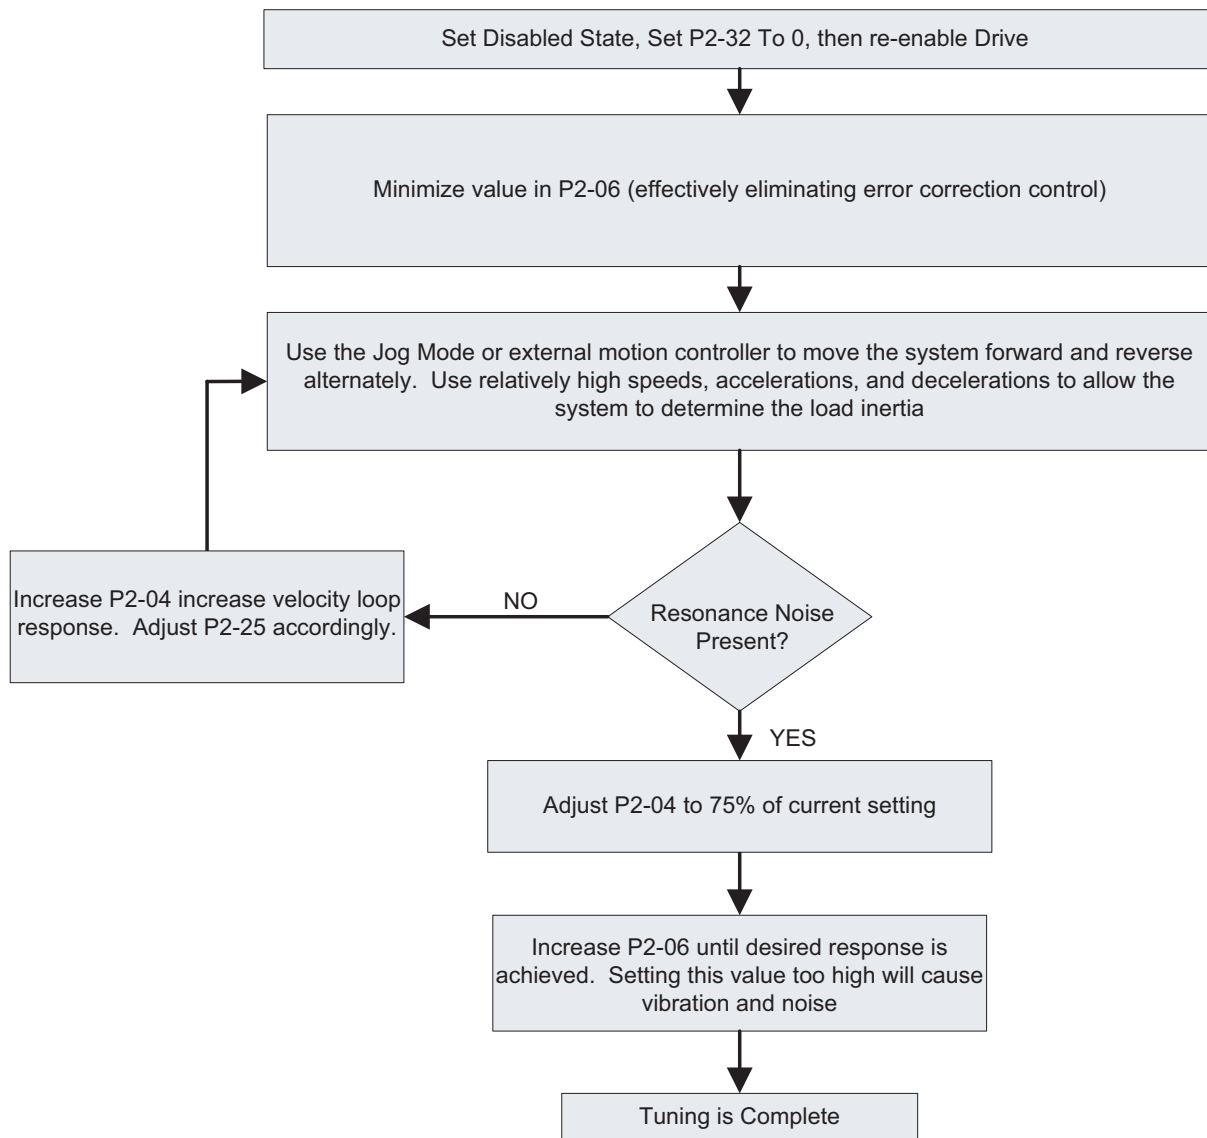 Set Disabled State, Set P2-32 To 0, then re-enable Drive
Minimize value in P2-06 (effectively eliminating error correction control)
Use the Jog Mode or external motion controller to move the system forward and reverse
alternately.  Use relatively high speeds, accelerations, and decelerations to allow the
system to determine the load inertia
Resonance Noise
Present?
NO
Increase P2-04 increase velocity loop
response.  Adjust P2-25 accordingly.
YES
Adjust P2-04 to 75% of current setting
Increase P2-06 until desired response is
achieved.  Setting this value too high will cause
vibration and noise
Tuning is Complete